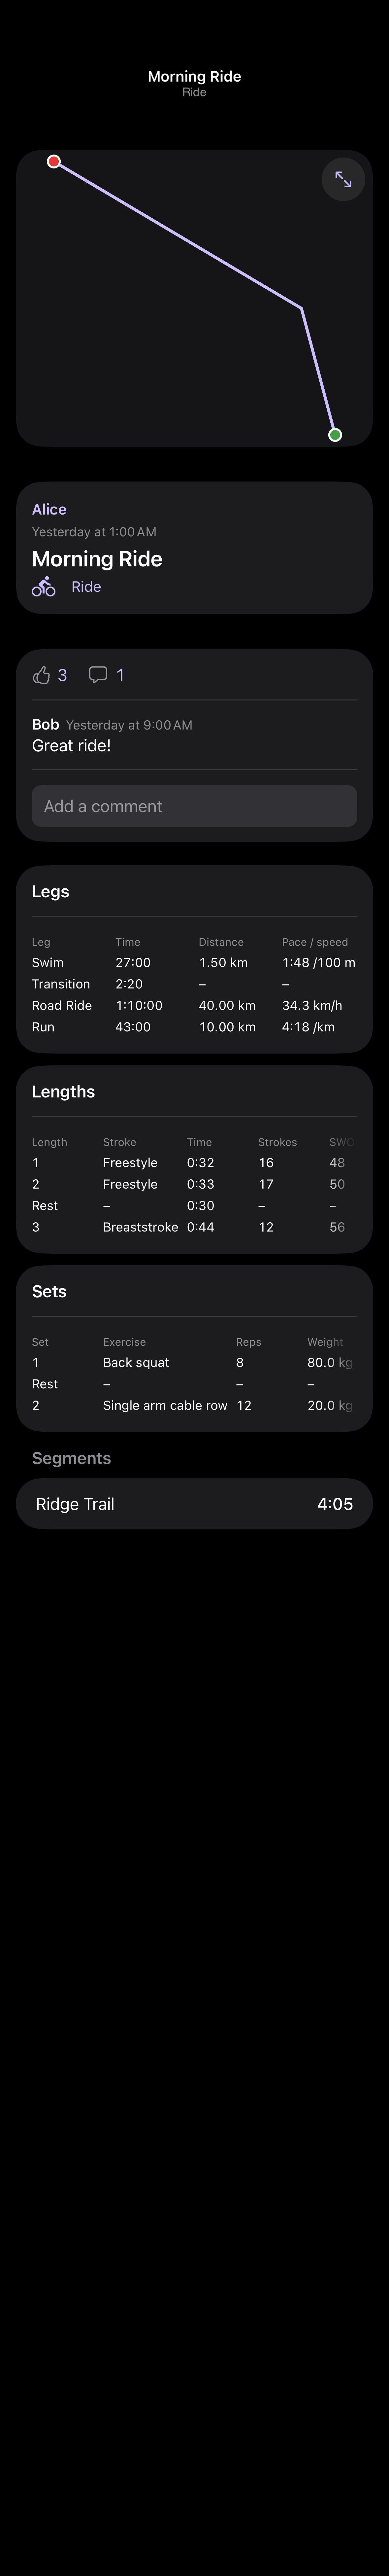 Morning Ride
Ride
Alice
Yesterday at 1:00 AM
Morning Ride
Ride
3 1
Bob Yesterday at 9:00 AM
Great ride!
Add a comment
Legs
Leg Time Distance Pace / speed
Swim 27:00 1.50 km 1:48 /100 m
Transition 2:20 – –
Road Ride 1:10:00 40.00 km 34.3 km/h
Run 43:00 10.00 km 4:18 /km
Lengths
Length Stroke Time Strokes SWO
1 Freestyle 0:32 16 48
2 Freestyle 0:33 17 50
Rest – 0:30 – –
3 Breaststroke 0:44 12 56
Sets
Set Exercise Reps Weight
1 Back squat 8 80.0 kg
Rest – – –
2 Single arm cable row 12 20.0 kg
Segments
Ridge Trail 4:05